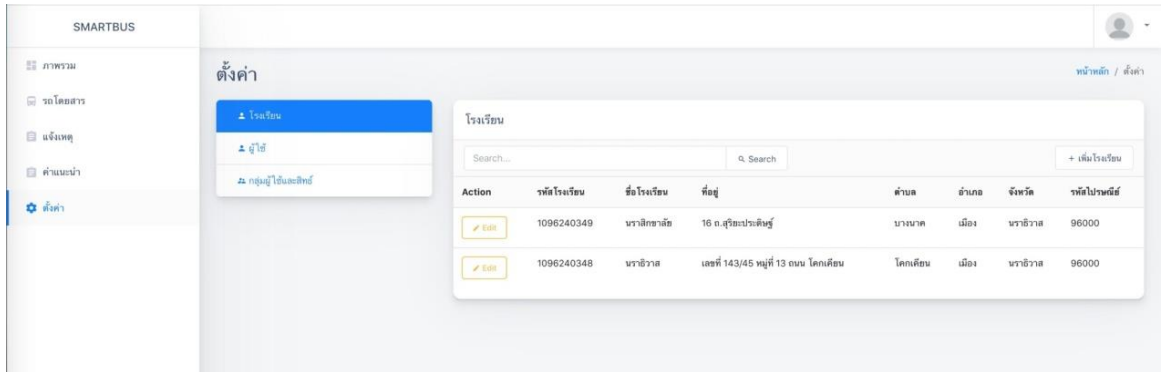 SMARTBUS
ภาพรวม
รถโดยสาร
แจ้งเหตุ
คำแนะนำ
ตั้งค่า
ตั้งค่า
หน้าหลัก / ตั้งค่า
โรงเรียน
ผู้ใช้
กลุ่มผู้ใช้และสิทธ์
โรงเรียน
Search... Search + เพิ่มโรงเรียน
Action รหัสโรงเรียน ชื่อโรงเรียน ที่อยู่ ตำบล อำเภอ จังหวัด รหัสไปรษณีย์
Edit 1096240349 นราสิกขาลัย 16 ถ.สุริยะประดิษฐ์ บางนาค เมือง นราธิวาส 96000
Edit 1096240348 นราธิวาส เลขที่ 143/45 หมู่ที่ 13 ถนน โคกเคียน โคกเคียน เมือง นราธิวาส 96000